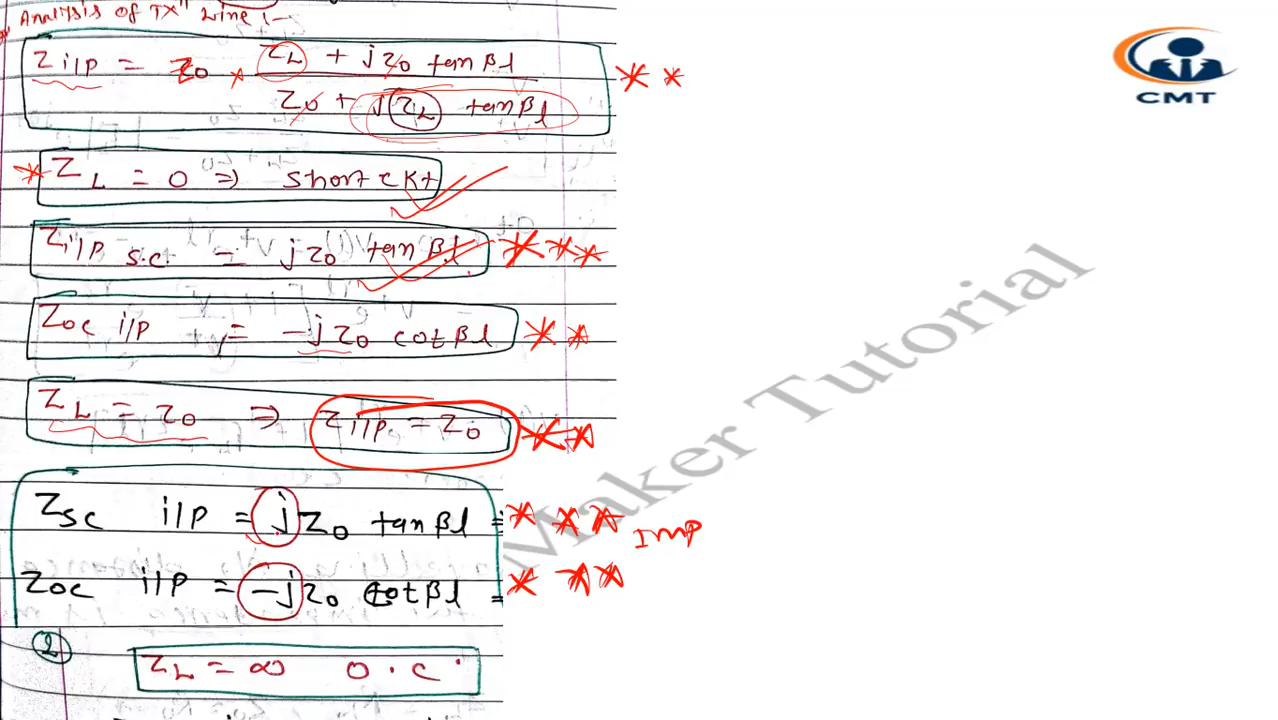 Analysis of TXn Line :-
Zi/p = Z0 * ZL + jZ0 tanβl
Z0 + jZL tanβl
* ZL = 0 ⇒ short ckt
Zi/p s.c = jZ0 tanβl
Zoc i/p = -jZ0 cotβl
ZL = Z0 ⇒ Zi/p = Z0
Zsc i/p = jZ0 tanβl =
Imp
Zoc i/p = -jZ0 cotβl =
2
ZL = ∞ O.C.
CMT
Maker Tutorial